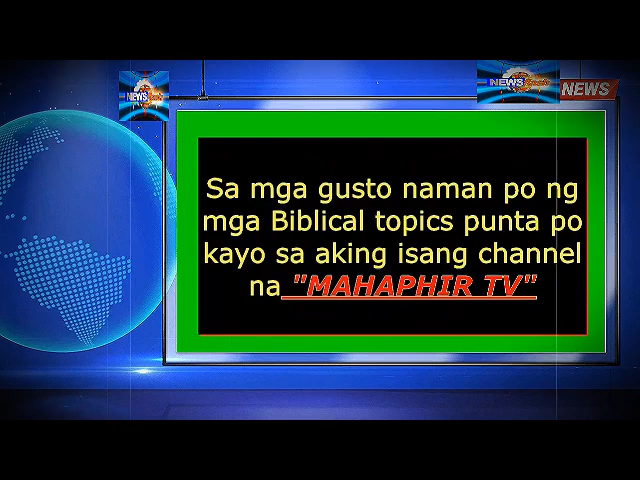 NEWS
NEWS
NEWS
Sa mga gusto naman po ng
mga Biblical topics punta po
kayo sa aking isang channel
na "MAHAPHIR TV"